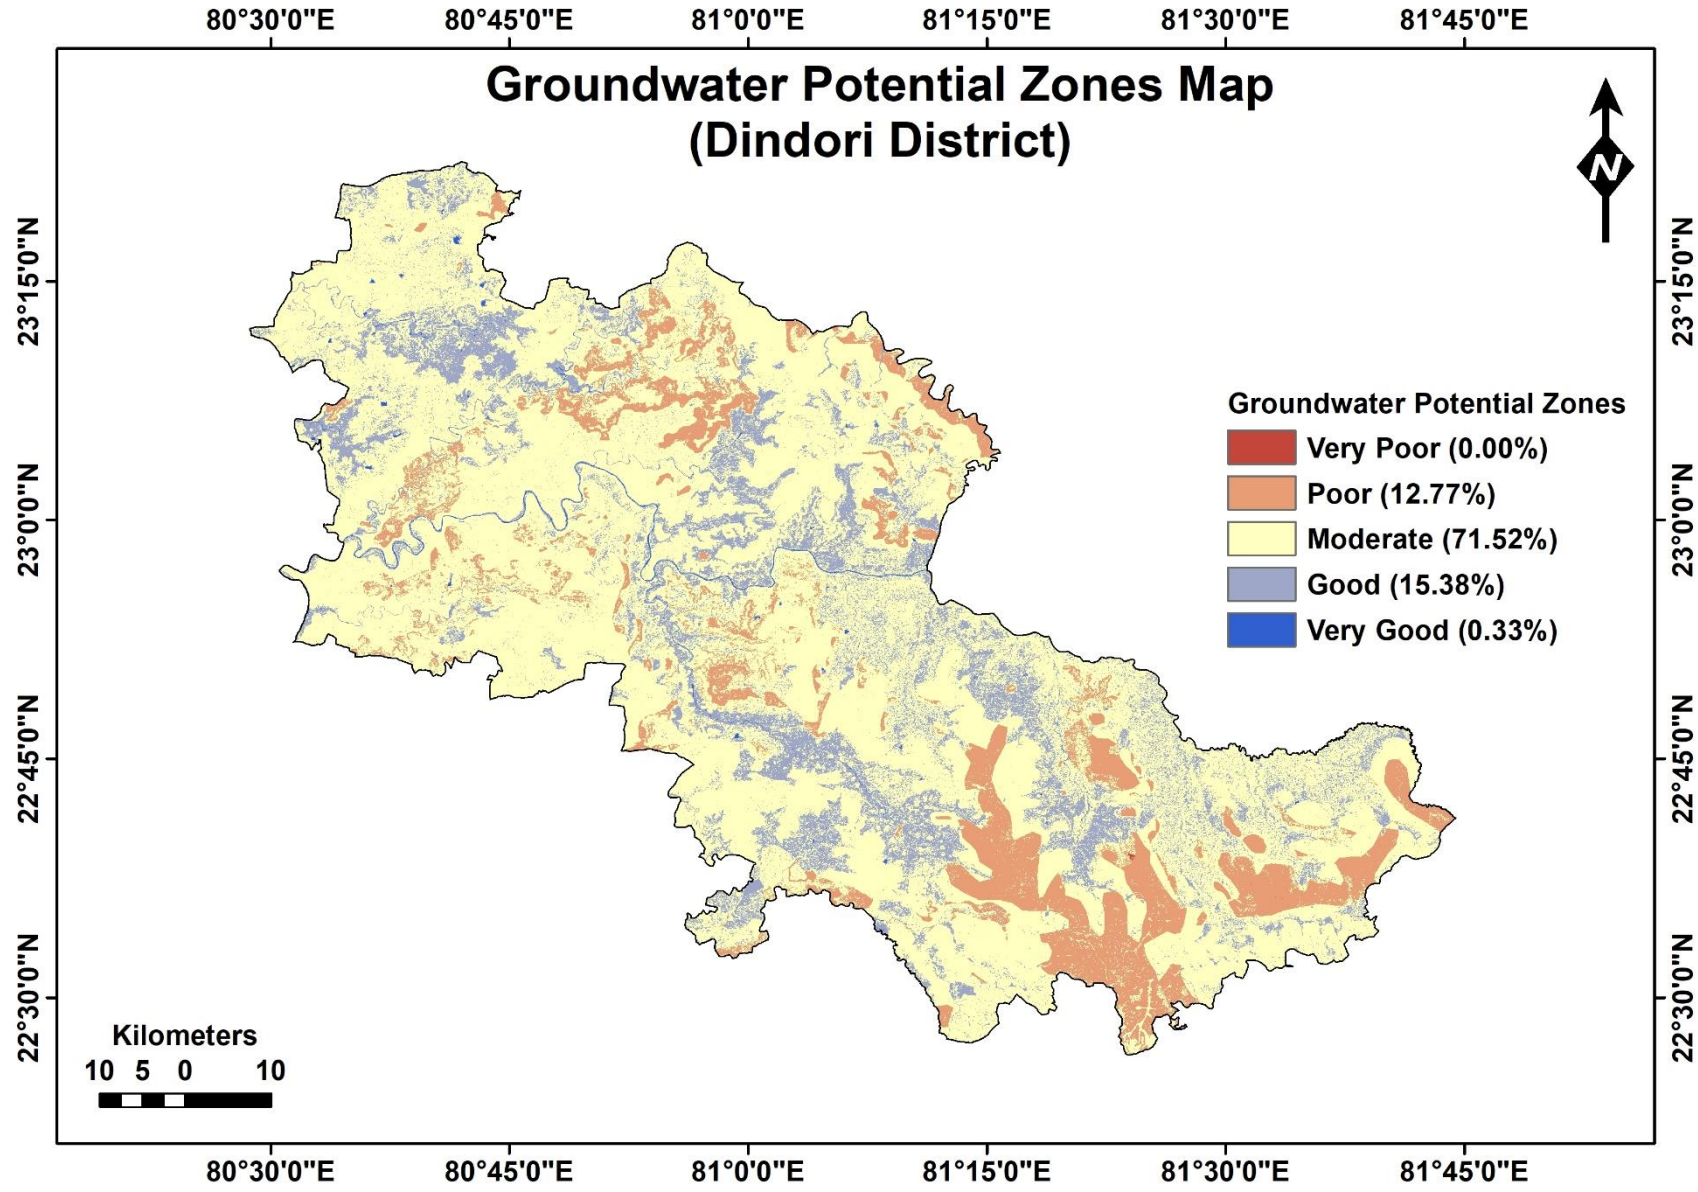 80°30'0"E 80°45'0"E 81°0'0"E 81°15'0"E 81°30'0"E 81°45'0"E
Groundwater Potential Zones Map
(Dindori District)
N
23°15'0"N 23°15'0"N
Groundwater Potential Zones
Very Poor (0.00%)
Poor (12.77%)
23°0'0"N 23°0'0"N
Moderate (71.52%)
Good (15.38%)
Very Good (0.33%)
22°45'0"N 22°45'0"N
22°30'0"N 22°30'0"N
Kilometers
10 5 0 10
80°30'0"E 80°45'0"E 81°0'0"E 81°15'0"E 81°30'0"E 81°45'0"E